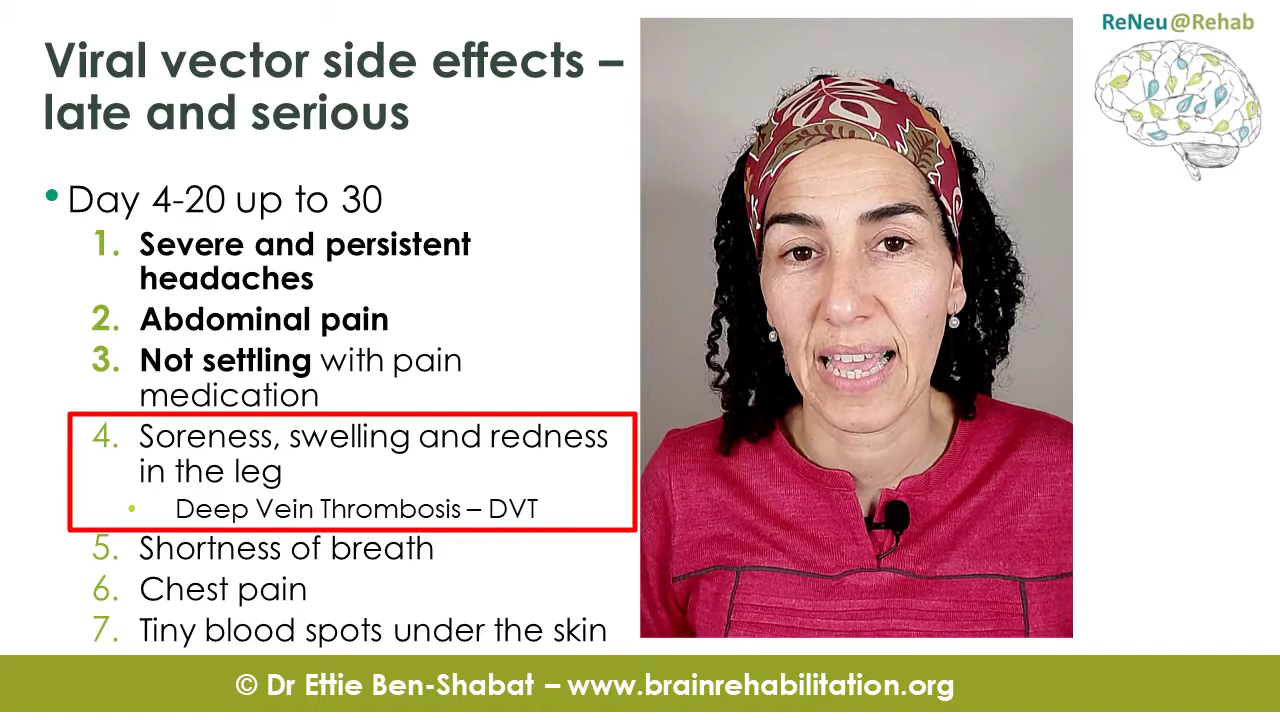 Viral vector side effects –
late and serious
ReNeu@Rehab
• Day 4-20 up to 30
1. Severe and persistent
headaches
2. Abdominal pain
3. Not settling with pain
medication
4. Soreness, swelling and redness
in the leg
• Deep Vein Thrombosis – DVT
5. Shortness of breath
6. Chest pain
7. Tiny blood spots under the skin
© Dr Ettie Ben-Shabat – www.brainrehabilitation.org